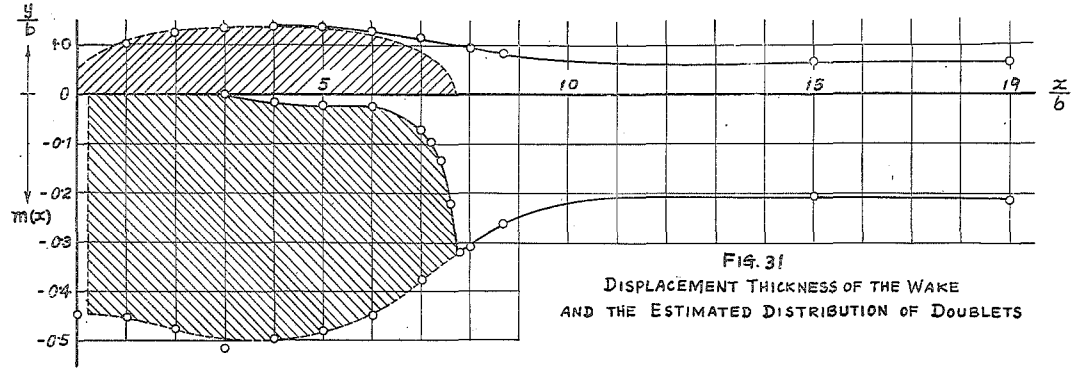 y/b
1.0
5
10
15
19
x/b
0
-0.1
-0.2
m(x)
-0.3
-0.4
-0.5
FIG. 31
DISPLACEMENT THICKNESS OF THE WAKE
AND THE ESTIMATED DISTRIBUTION OF DOUBLETS